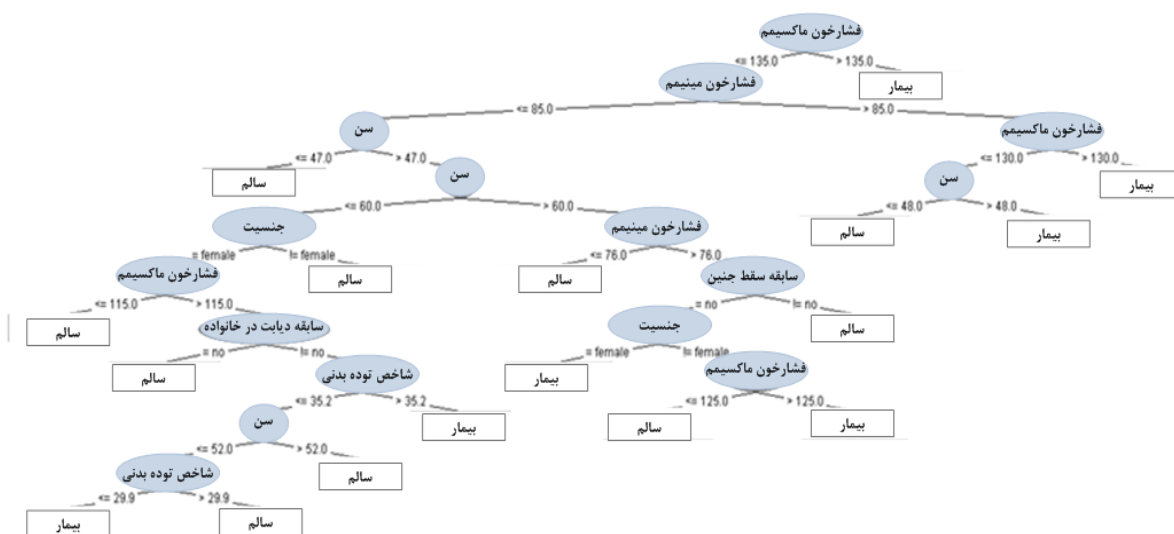 فشارخون ماکسیمم
<= 135.0 > 135.0
فشارخون مینیمم
بیمار
<= 85.0 > 85.0
سن
فشارخون ماکسیمم
<= 47.0 > 47.0
<= 130.0 > 130.0
سالم
سن
سن
بیمار
<= 60.0 > 60.0
<= 48.0 > 48.0
جنسیت
فشارخون مینیمم
سالم
بیمار
= female != female
<= 76.0 > 76.0
فشارخون ماکسیمم
سالم
سالم
سابقه سقط جنین
<= 115.0 > 115.0
= no != no
سالم
سابقه دیابت در خانواده
جنسیت
سالم
= no != no
= female != female
سالم
شاخص توده بدنی
بیمار
فشارخون ماکسیمم
<= 35.2 > 35.2
<= 125.0 > 125.0
سن
بیمار
سالم
بیمار
<= 52.0 > 52.0
شاخص توده بدنی
سالم
<= 29.9 > 29.9
بیمار
سالم